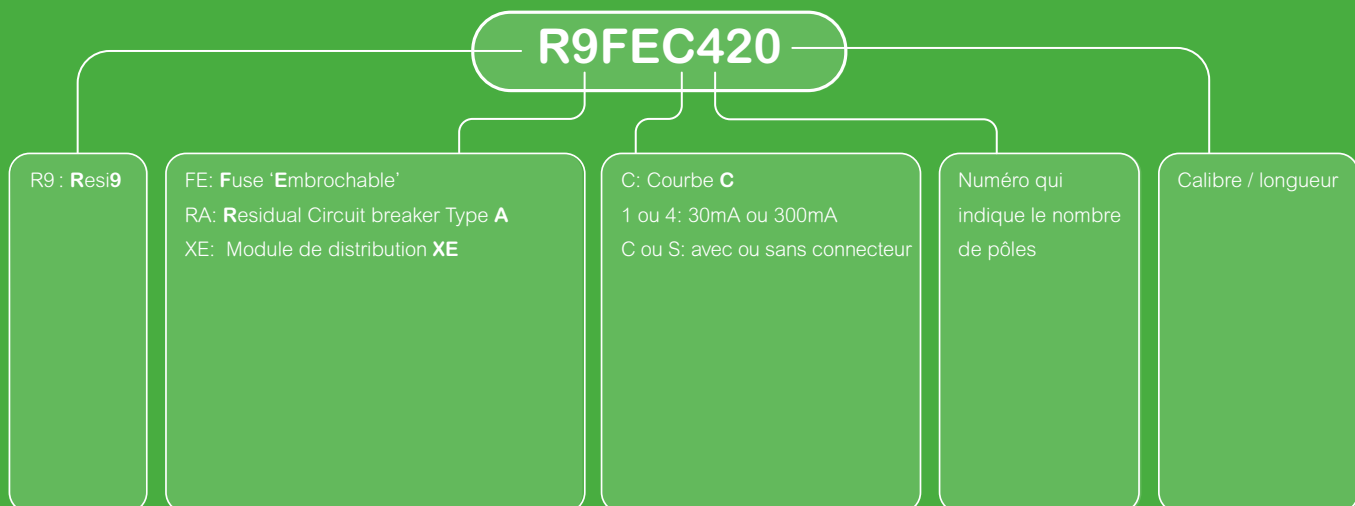 R9FEC420
R9 : Resi9
FE: Fuse ‘Embrochable’
RA: Residual Circuit breaker Type A
XE: Module de distribution XE
C: Courbe C
1 ou 4: 30mA ou 300mA
C ou S: avec ou sans connecteur
Numéro qui
indique le nombre
de pôles
Calibre / longueur